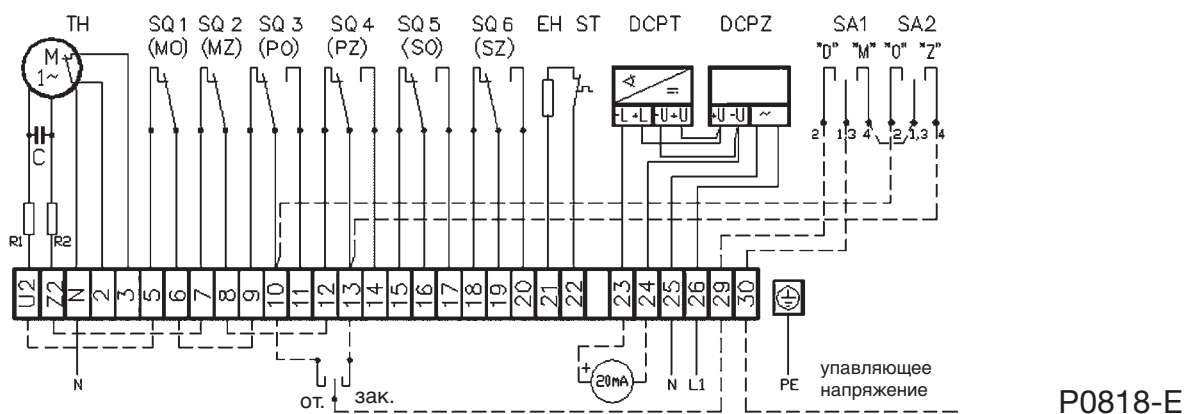 TH SQ 1 SQ 2 SQ 3 SQ 4 SQ 5 SQ 6 EH ST DCPT DCPZ SA1 SA2
(MO) (MZ) (PO) (PZ) (SO) (SZ) "D" "M" "O" "Z"
M
1~
=
-L +L -U +U +U -U ~
C
2 1,3 4 2 1,3 4
R1 R2
U2 Z2 N 2 3 5 6 7 8 9 10 11 12 13 14 15 16 17 18 19 20 21 22 23 24 25 26 29 30
N + 20mA N L1 PE
упавляющее
напряжение
от. зак.
P0818-E